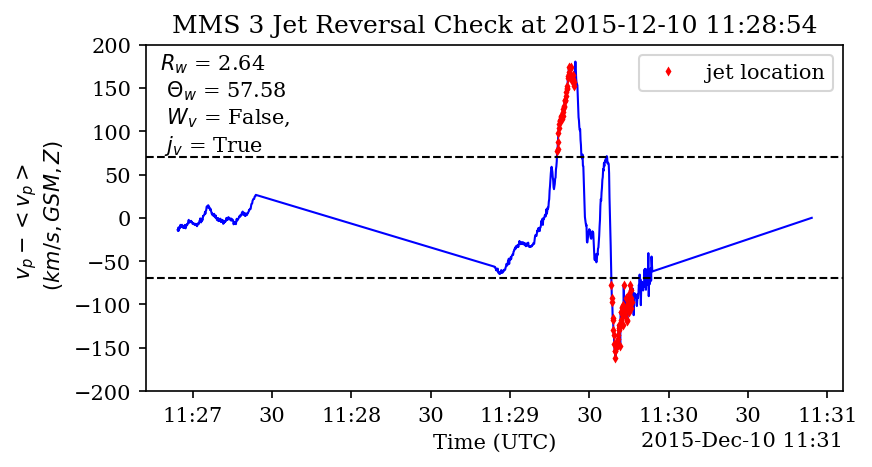 MMS 3 Jet Reversal Check at 2015-12-10 11:28:54
R_w = 2.64
Θ_w = 57.58
W_v = False,
j_v = True
jet location
v_p − < v_p >
(km/s, GSM, Z)
200
150
100
50
0
−50
−100
−150
−200
11:27 30 11:28 30 11:29 30 11:30 30 11:31
Time (UTC)
2015-Dec-10 11:31